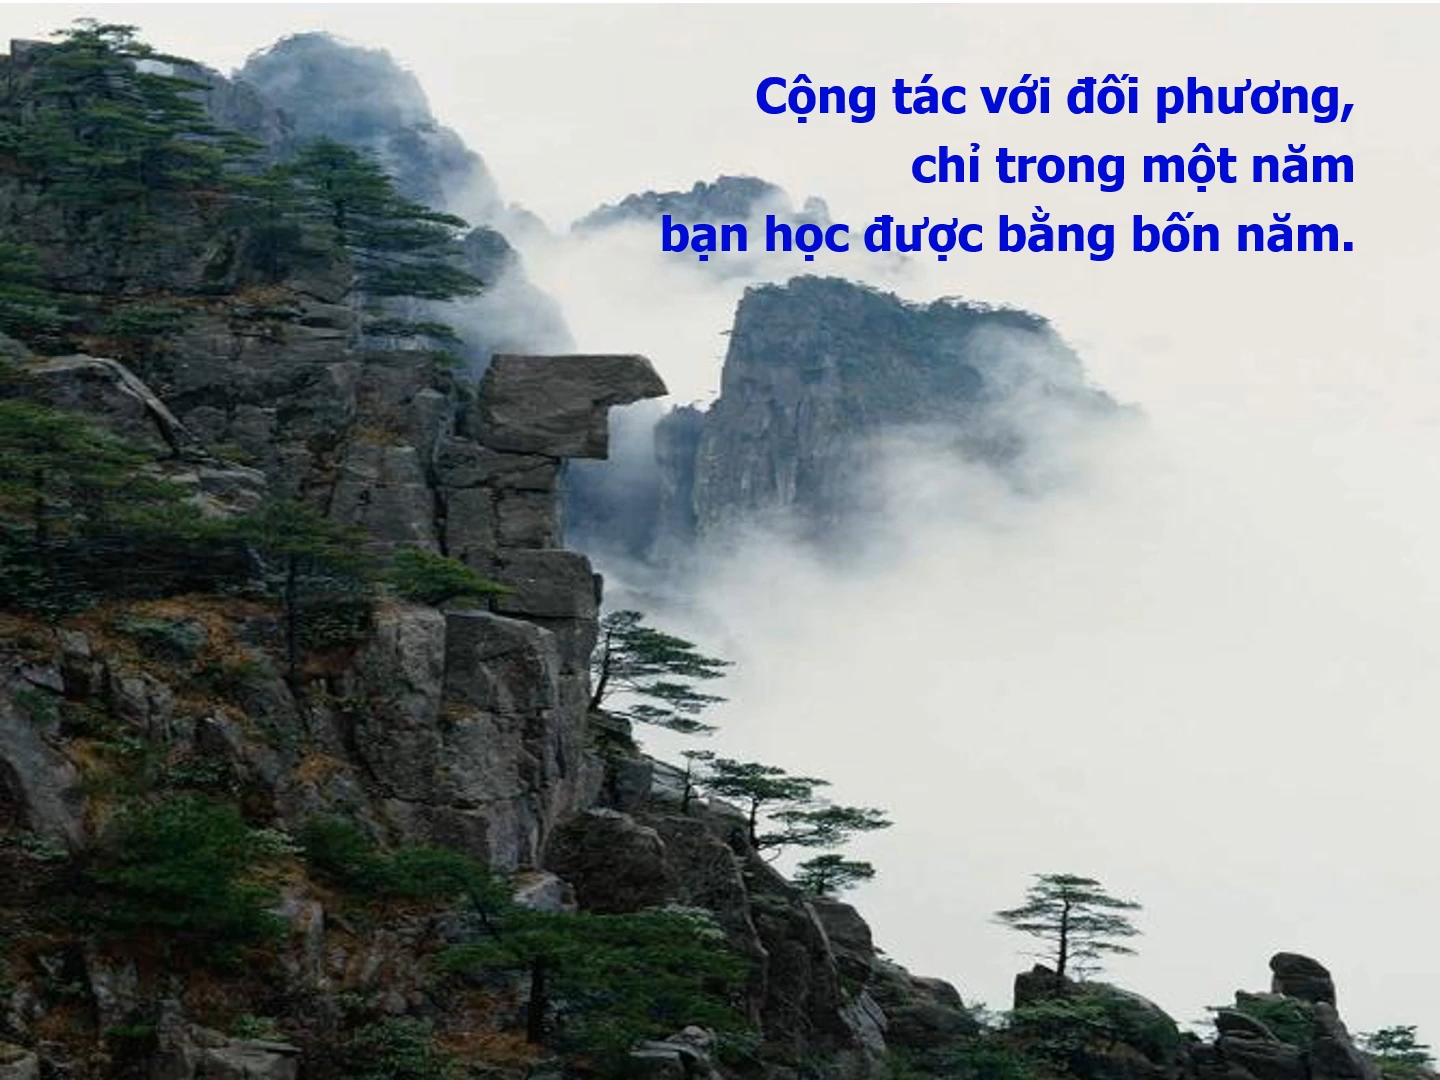 Cộng tác với đối phương,
chỉ trong một năm
bạn học được bằng bốn năm.